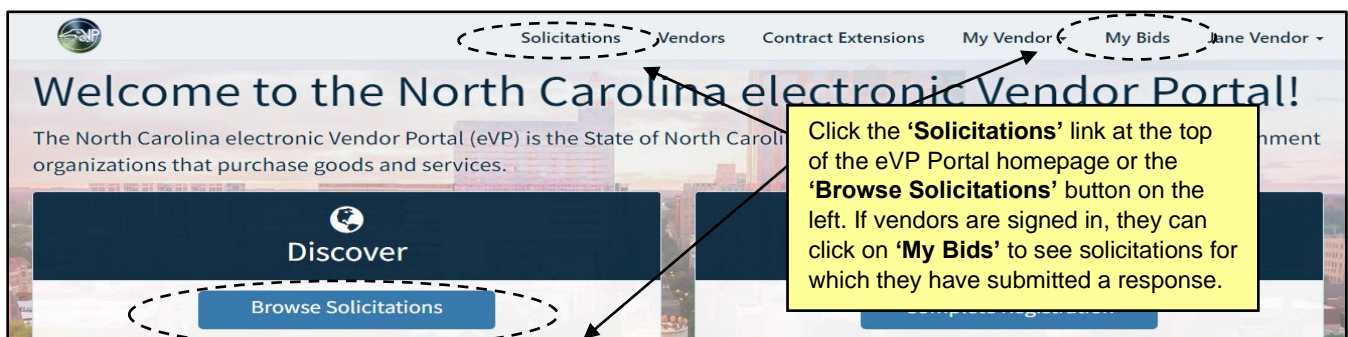 eVP
Solicitations Vendors Contract Extensions My Vendor My Bids Jane Vendor
Welcome to the North Carolina electronic Vendor Portal!
The North Carolina electronic Vendor Portal (eVP) is the State of North
organizations that purchase goods and services.
Click the ‘Solicitations’ link at the top
of the eVP Portal homepage or the
‘Browse Solicitations’ button on the
left. If vendors are signed in, they can
click on ‘My Bids’ to see solicitations for
which they have submitted a response.
Discover
Browse Solicitations